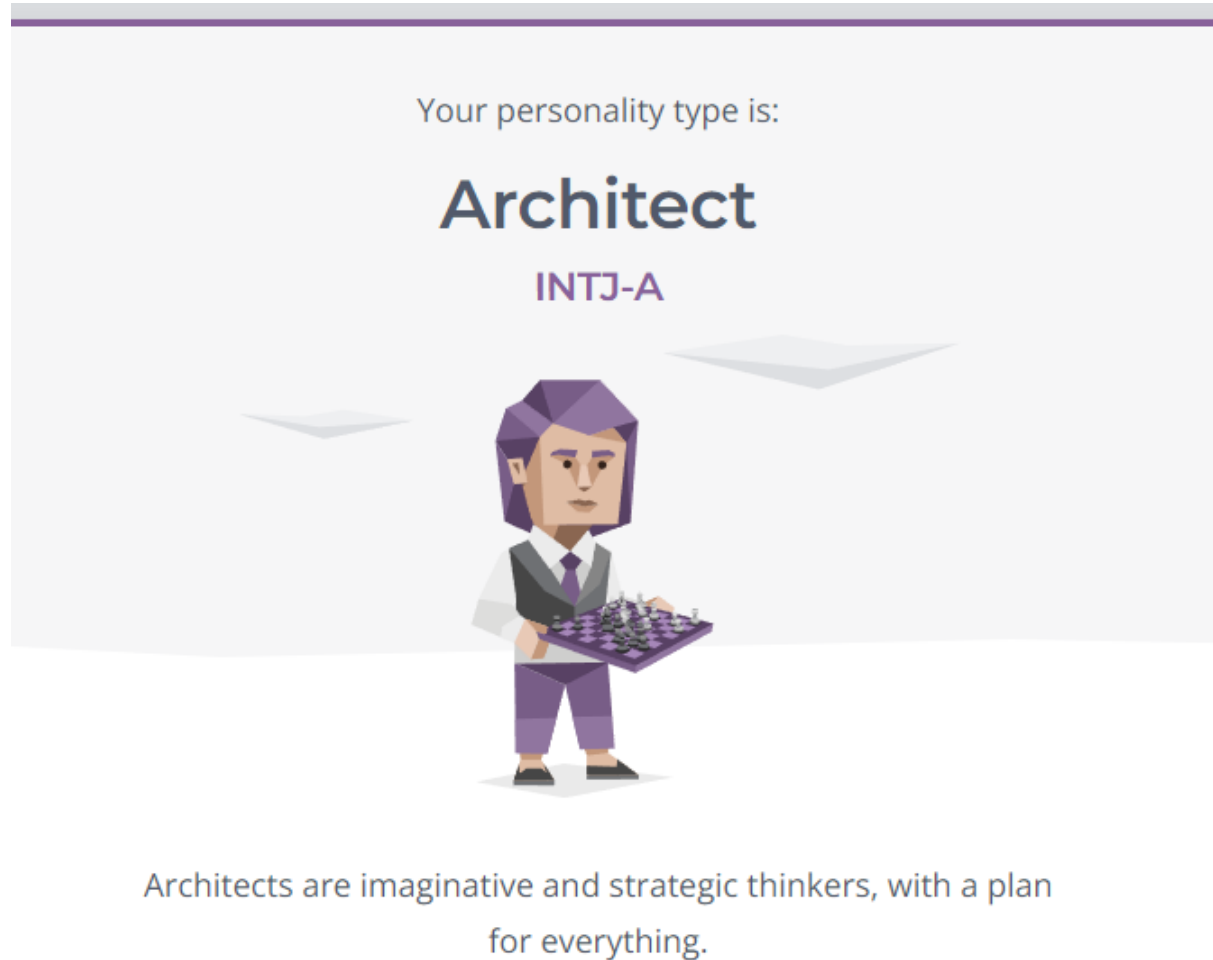 Your personality type is:
Architect
INTJ-A
Architects are imaginative and strategic thinkers, with a plan
for everything.